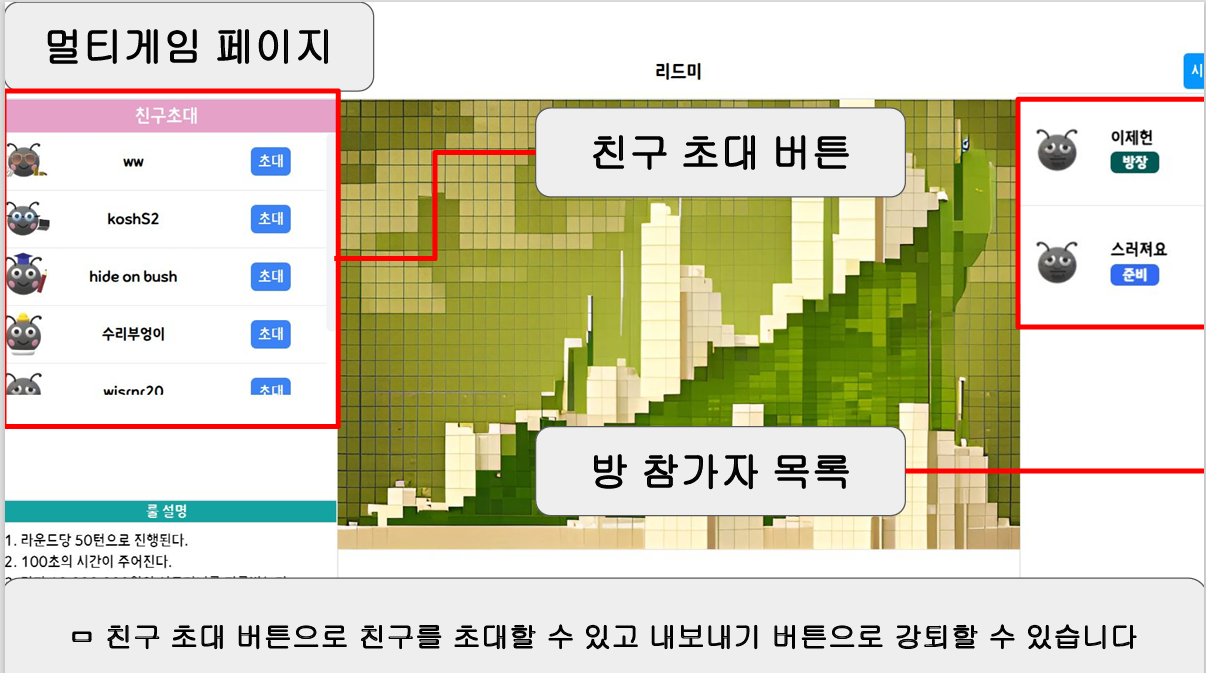 멀티게임 페이지
리드미
시
친구초대
ww
초대
koshS2
초대
hide on bush
초대
수리부엉이
초대
초대
친구 초대 버튼
이제헌
방장
스러져요
준비
방 참가자 목록
룰 설명
1. 라운드당 50턴으로 진행된다.
2. 100초의 시간이 주어진다.
ㅁ 친구 초대 버튼으로 친구를 초대할 수 있고 내보내기 버튼으로 강퇴할 수 있습니다